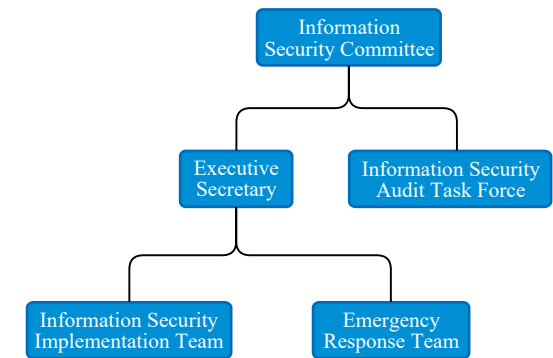 Information
Security Committee
Executive
Secretary
Information Security
Audit Task Force
Information Security
Implementation Team
Emergency
Response Team